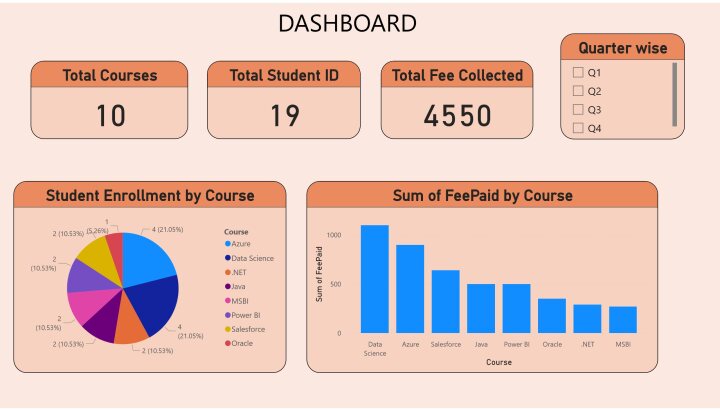 DASHBOARD
Total Courses
10
Total Student ID
19
Total Fee Collected
4550
Quarter wise
Q1
Q2
Q3
Q4
Student Enrollment by Course
1
(5.26%)
2 (10.53%)
2
(10.53%)
2
(10.53%)
2 (10.53%)
2 (10.53%)
4
(21.05%)
4 (21.05%)
Course
Azure
Data Science
.NET
Java
MSBI
Power BI
Salesforce
Oracle
Sum of FeePaid by Course
Sum of FeePaid
1000
500
0
Data
Science
Azure
Salesforce
Java
Power BI
Oracle
.NET
MSBI
Course